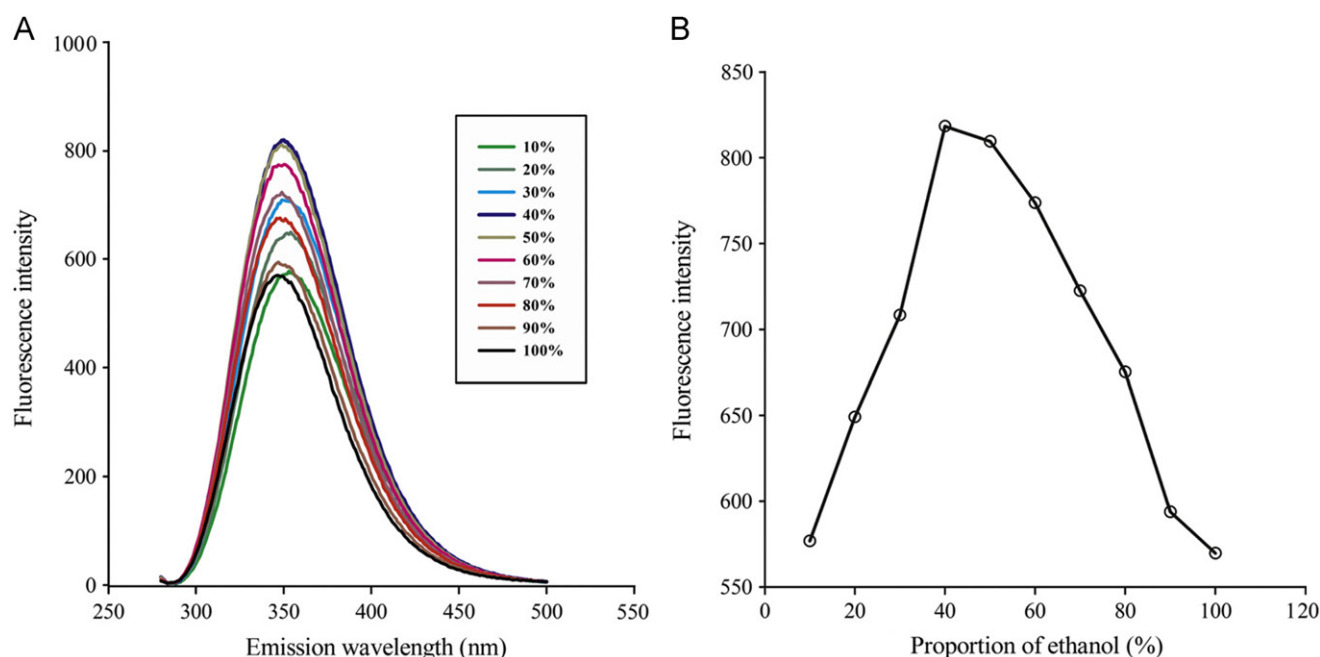 A
1000
800
600
400
200
0
250 300 350 400 450 500 550
Fluorescence intensity
Emission wavelength (nm)
10%
20%
30%
40%
50%
60%
70%
80%
90%
100%
B
850
800
750
700
650
600
550
0 20 40 60 80 100 120
Fluorescence intensity
Proportion of ethanol (%)